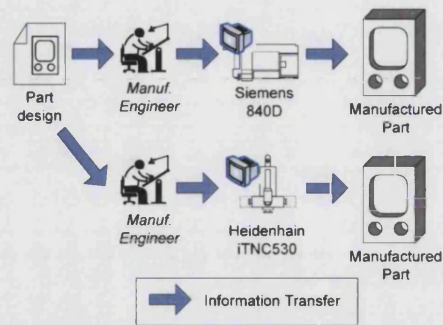 Part
design
Manuf.
Engineer
Siemens
840D
Manufactured
Part
Manuf.
Engineer
Heidenhain
iTNC530
Manufactured
Part
Information Transfer